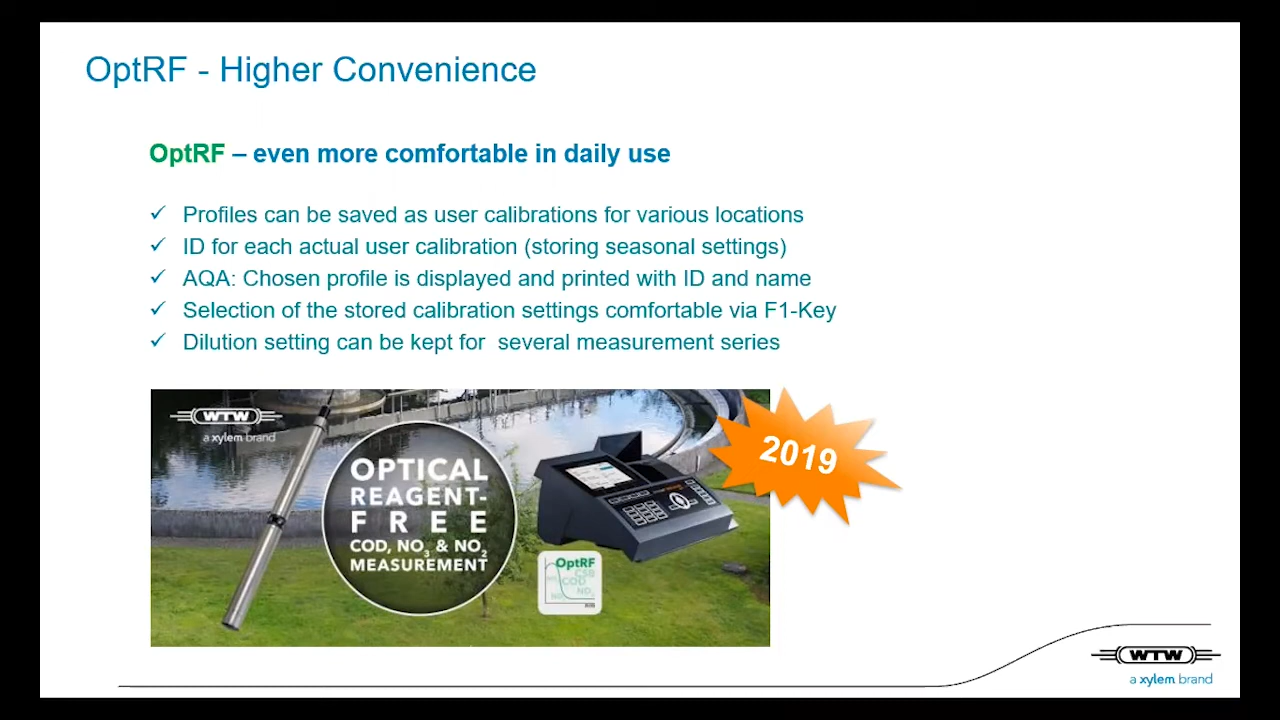 OptRF - Higher Convenience
OptRF – even more comfortable in daily use
✓ Profiles can be saved as user calibrations for various locations
✓ ID for each actual user calibration (storing seasonal settings)
✓ AQA: Chosen profile is displayed and printed with ID and name
✓ Selection of the stored calibration settings comfortable via F1-Key
✓ Dilution setting can be kept for several measurement series
WTW
a xylem brand
OPTICAL
REAGENT-
FREE
COD, NO3 & NO2
MEASUREMENT
2019
OptRF
CSB
COD
WTW
a xylem brand